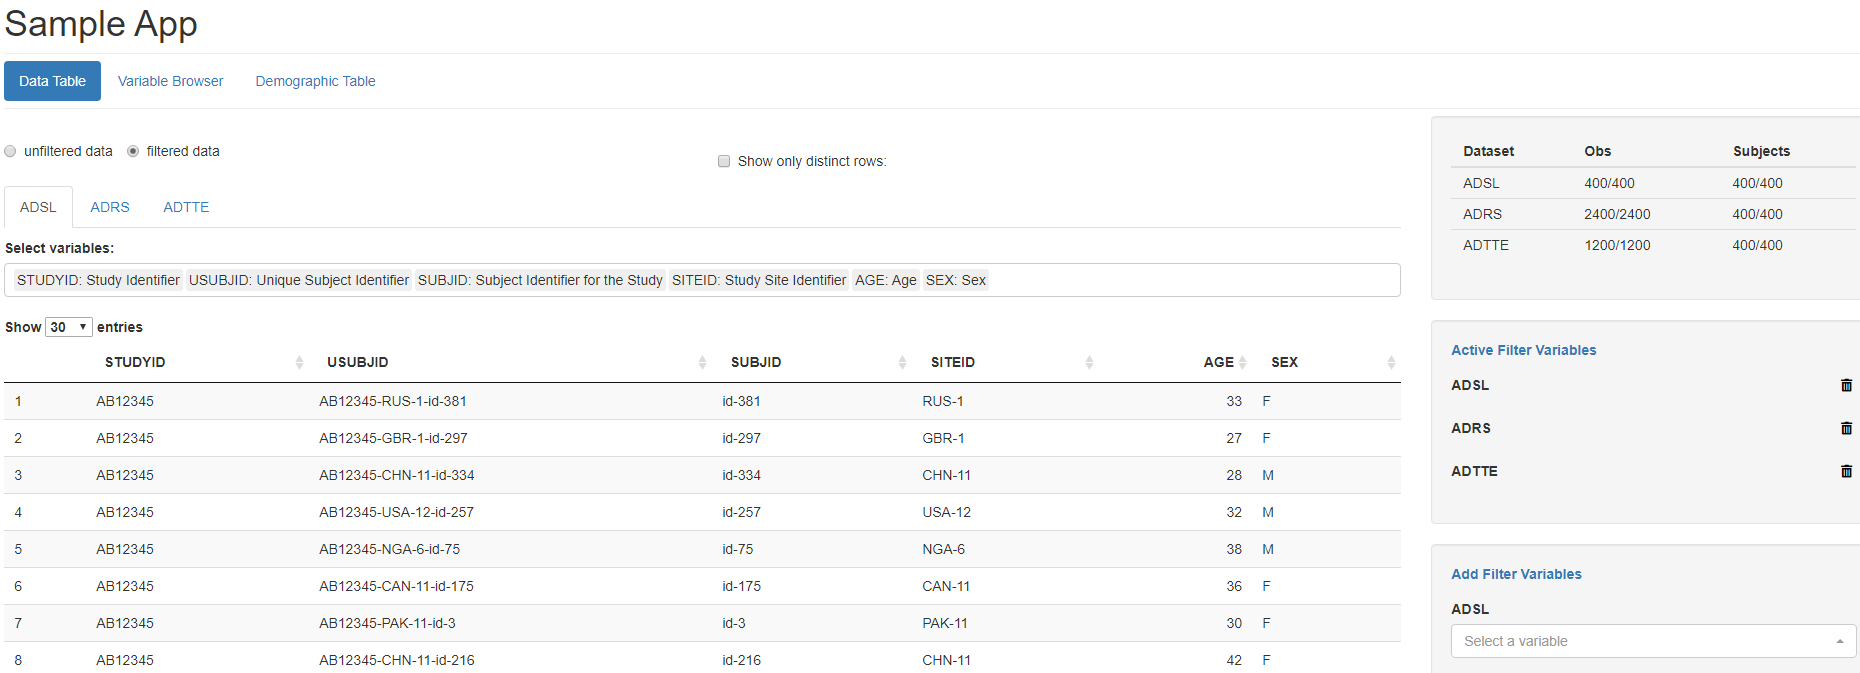 Sample App
Data Table Variable Browser Demographic Table
unfiltered data filtered data
Show only distinct rows:
ADSL ADRS ADTTE
Select variables:
STUDYID: Study Identifier USUBJID: Unique Subject Identifier SUBJID: Subject Identifier for the Study SITEID: Study Site Identifier AGE: Age SEX: Sex
Show 30 entries
STUDYID USUBJID SUBJID SITEID AGE SEX
1 AB12345 AB12345-RUS-1-id-381 id-381 RUS-1 33 F
2 AB12345 AB12345-GBR-1-id-297 id-297 GBR-1 27 F
3 AB12345 AB12345-CHN-11-id-334 id-334 CHN-11 28 M
4 AB12345 AB12345-USA-12-id-257 id-257 USA-12 32 M
5 AB12345 AB12345-NGA-6-id-75 id-75 NGA-6 38 M
6 AB12345 AB12345-CAN-11-id-175 id-175 CAN-11 36 F
7 AB12345 AB12345-PAK-11-id-3 id-3 PAK-11 30 F
8 AB12345 AB12345-CHN-11-id-216 id-216 CHN-11 42 F
Dataset Obs Subjects
ADSL 400/400 400/400
ADRS 2400/2400 400/400
ADTTE 1200/1200 400/400
Active Filter Variables
ADSL
ADRS
ADTTE
Add Filter Variables
ADSL
Select a variable